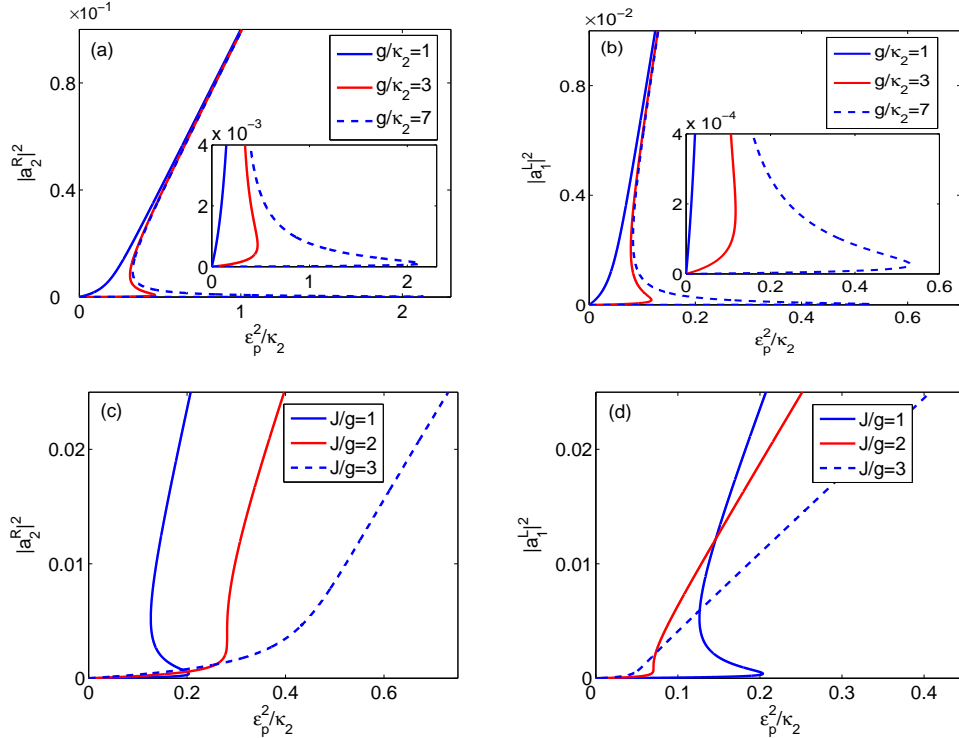 ×10⁻¹
(a)
g/κ₂=1
g/κ₂=3
g/κ₂=7
0.8
0.4
0
|a₂ᴿ|²
x 10⁻³
4
2
0
0 1 2
0 1 2
εₚ²/κ₂
×10⁻²
(b)
g/κ₂=1
g/κ₂=3
g/κ₂=7
0.8
0.4
0
|a₁ᴸ|²
x 10⁻⁴
4
2
0
0 0.2 0.4 0.6
0 0.2 0.4 0.6
εₚ²/κ₂
(c)
J/g=1
J/g=2
J/g=3
0.02
0.01
0
|a₂ᴿ|²
0 0.2 0.4 0.6
εₚ²/κ₂
(d)
J/g=1
J/g=2
J/g=3
0.02
0.01
0
|a₁ᴸ|²
0 0.1 0.2 0.3 0.4
εₚ²/κ₂